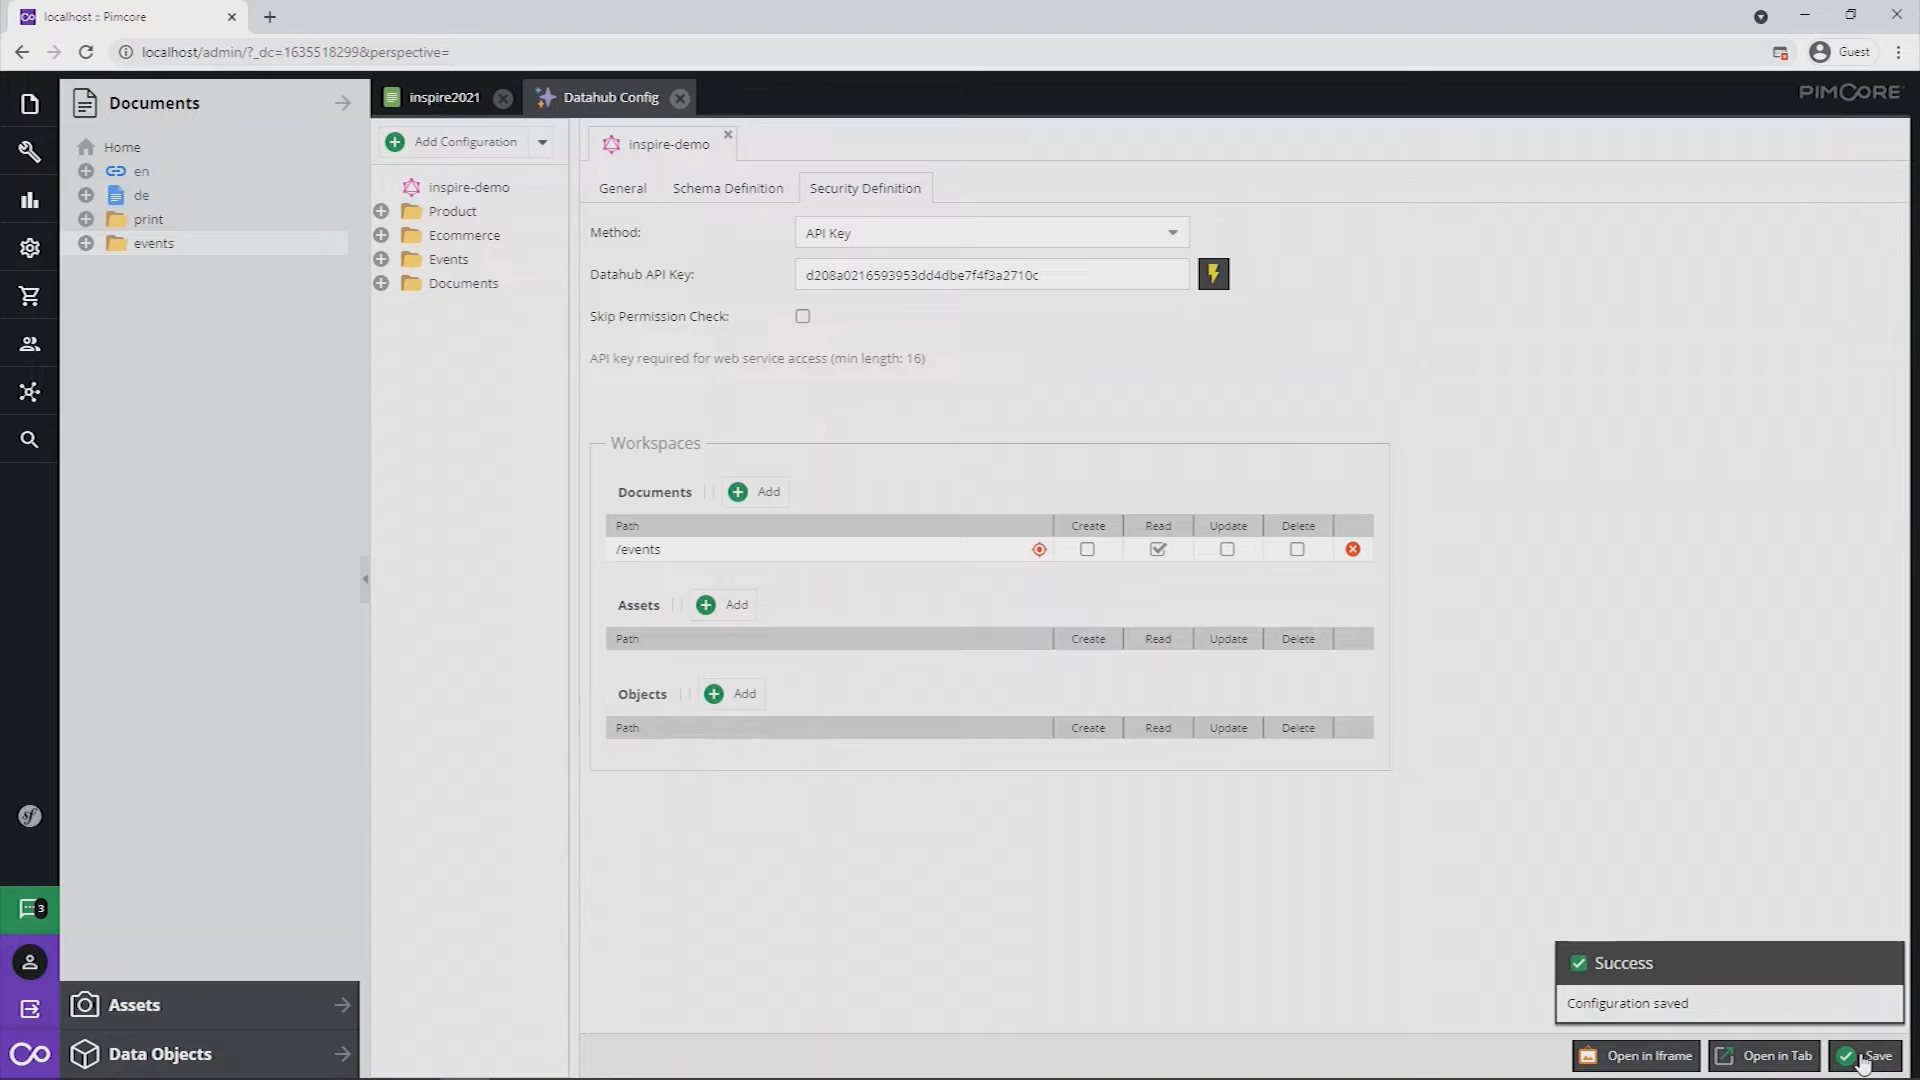 localhost :: Pimcore
localhost/admin/?_dc=1635518299&perspective=
Guest
Documents
inspire2021
Datahub Config
PIMCORE
Home
en
de
print
events
Add Configuration
inspire-demo
Product
Ecommerce
Events
Documents
inspire-demo
General
Schema Definition
Security Definition
Method:
API Key
Datahub API Key:
d208a0216593953dd4dbe7f4f3a2710c
Skip Permission Check:
API key required for web service access (min length: 16)
Workspaces
Documents
Add
Path Create Read Update Delete
/events
Assets
Add
Path Create Read Update Delete
Objects
Add
Path Create Read Update Delete
sf
3
Assets
Data Objects
Success
Configuration saved
Open in Iframe
Open in Tab
Save